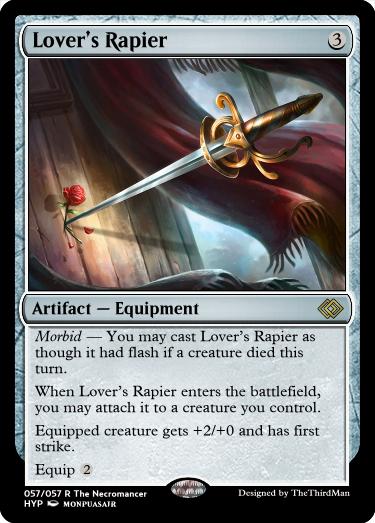 Lover's Rapier 3
Artifact — Equipment
Morbid — You may cast Lover's Rapier as
though it had flash if a creature died this
turn.
When Lover's Rapier enters the battlefield,
you may attach it to a creature you control.
Equipped creature gets +2/+0 and has first
strike.
Equip 2
057/057 R The Necromancer Designed by TheThirdMan
HYP MONPUASAJR